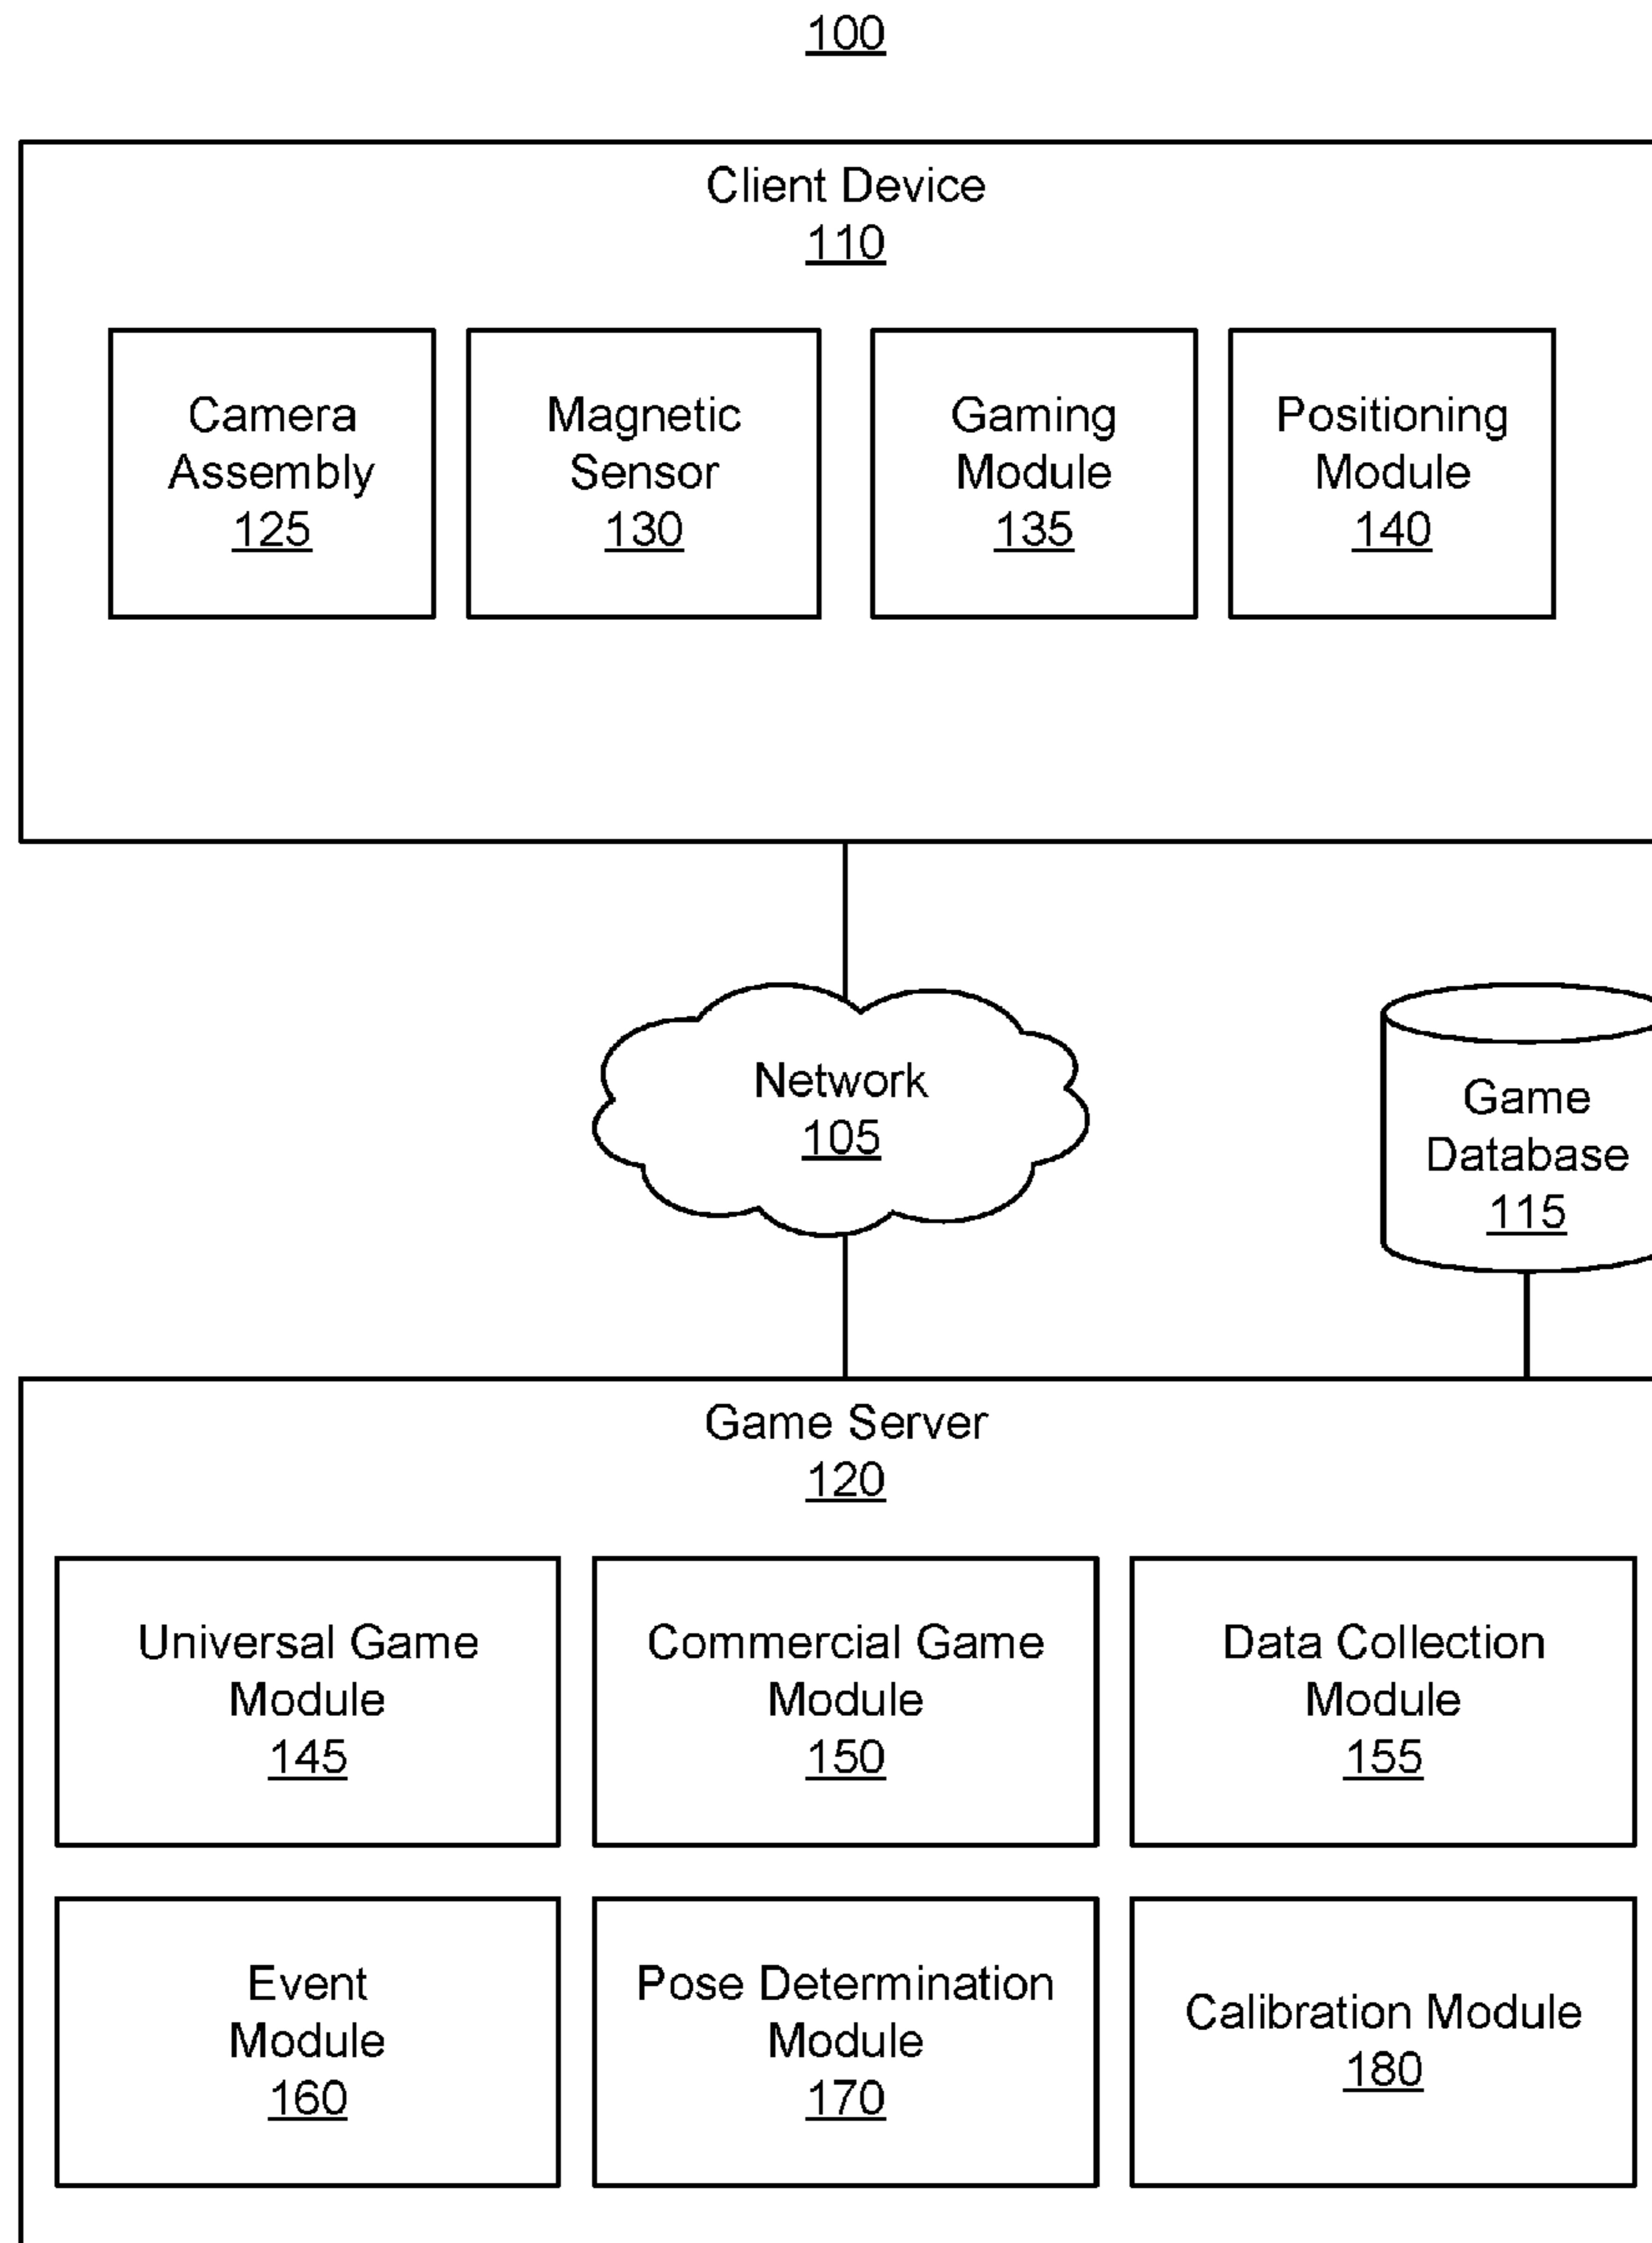 100
Client Device
110
Camera
Assembly
125
Magnetic
Sensor
130
Gaming
Module
135
Positioning
Module
140
Network
105
Game
Database
115
Game Server
120
Universal Game
Module
145
Commercial Game
Module
150
Data Collection
Module
155
Event
Module
160
Pose Determination
Module
170
Calibration Module
180